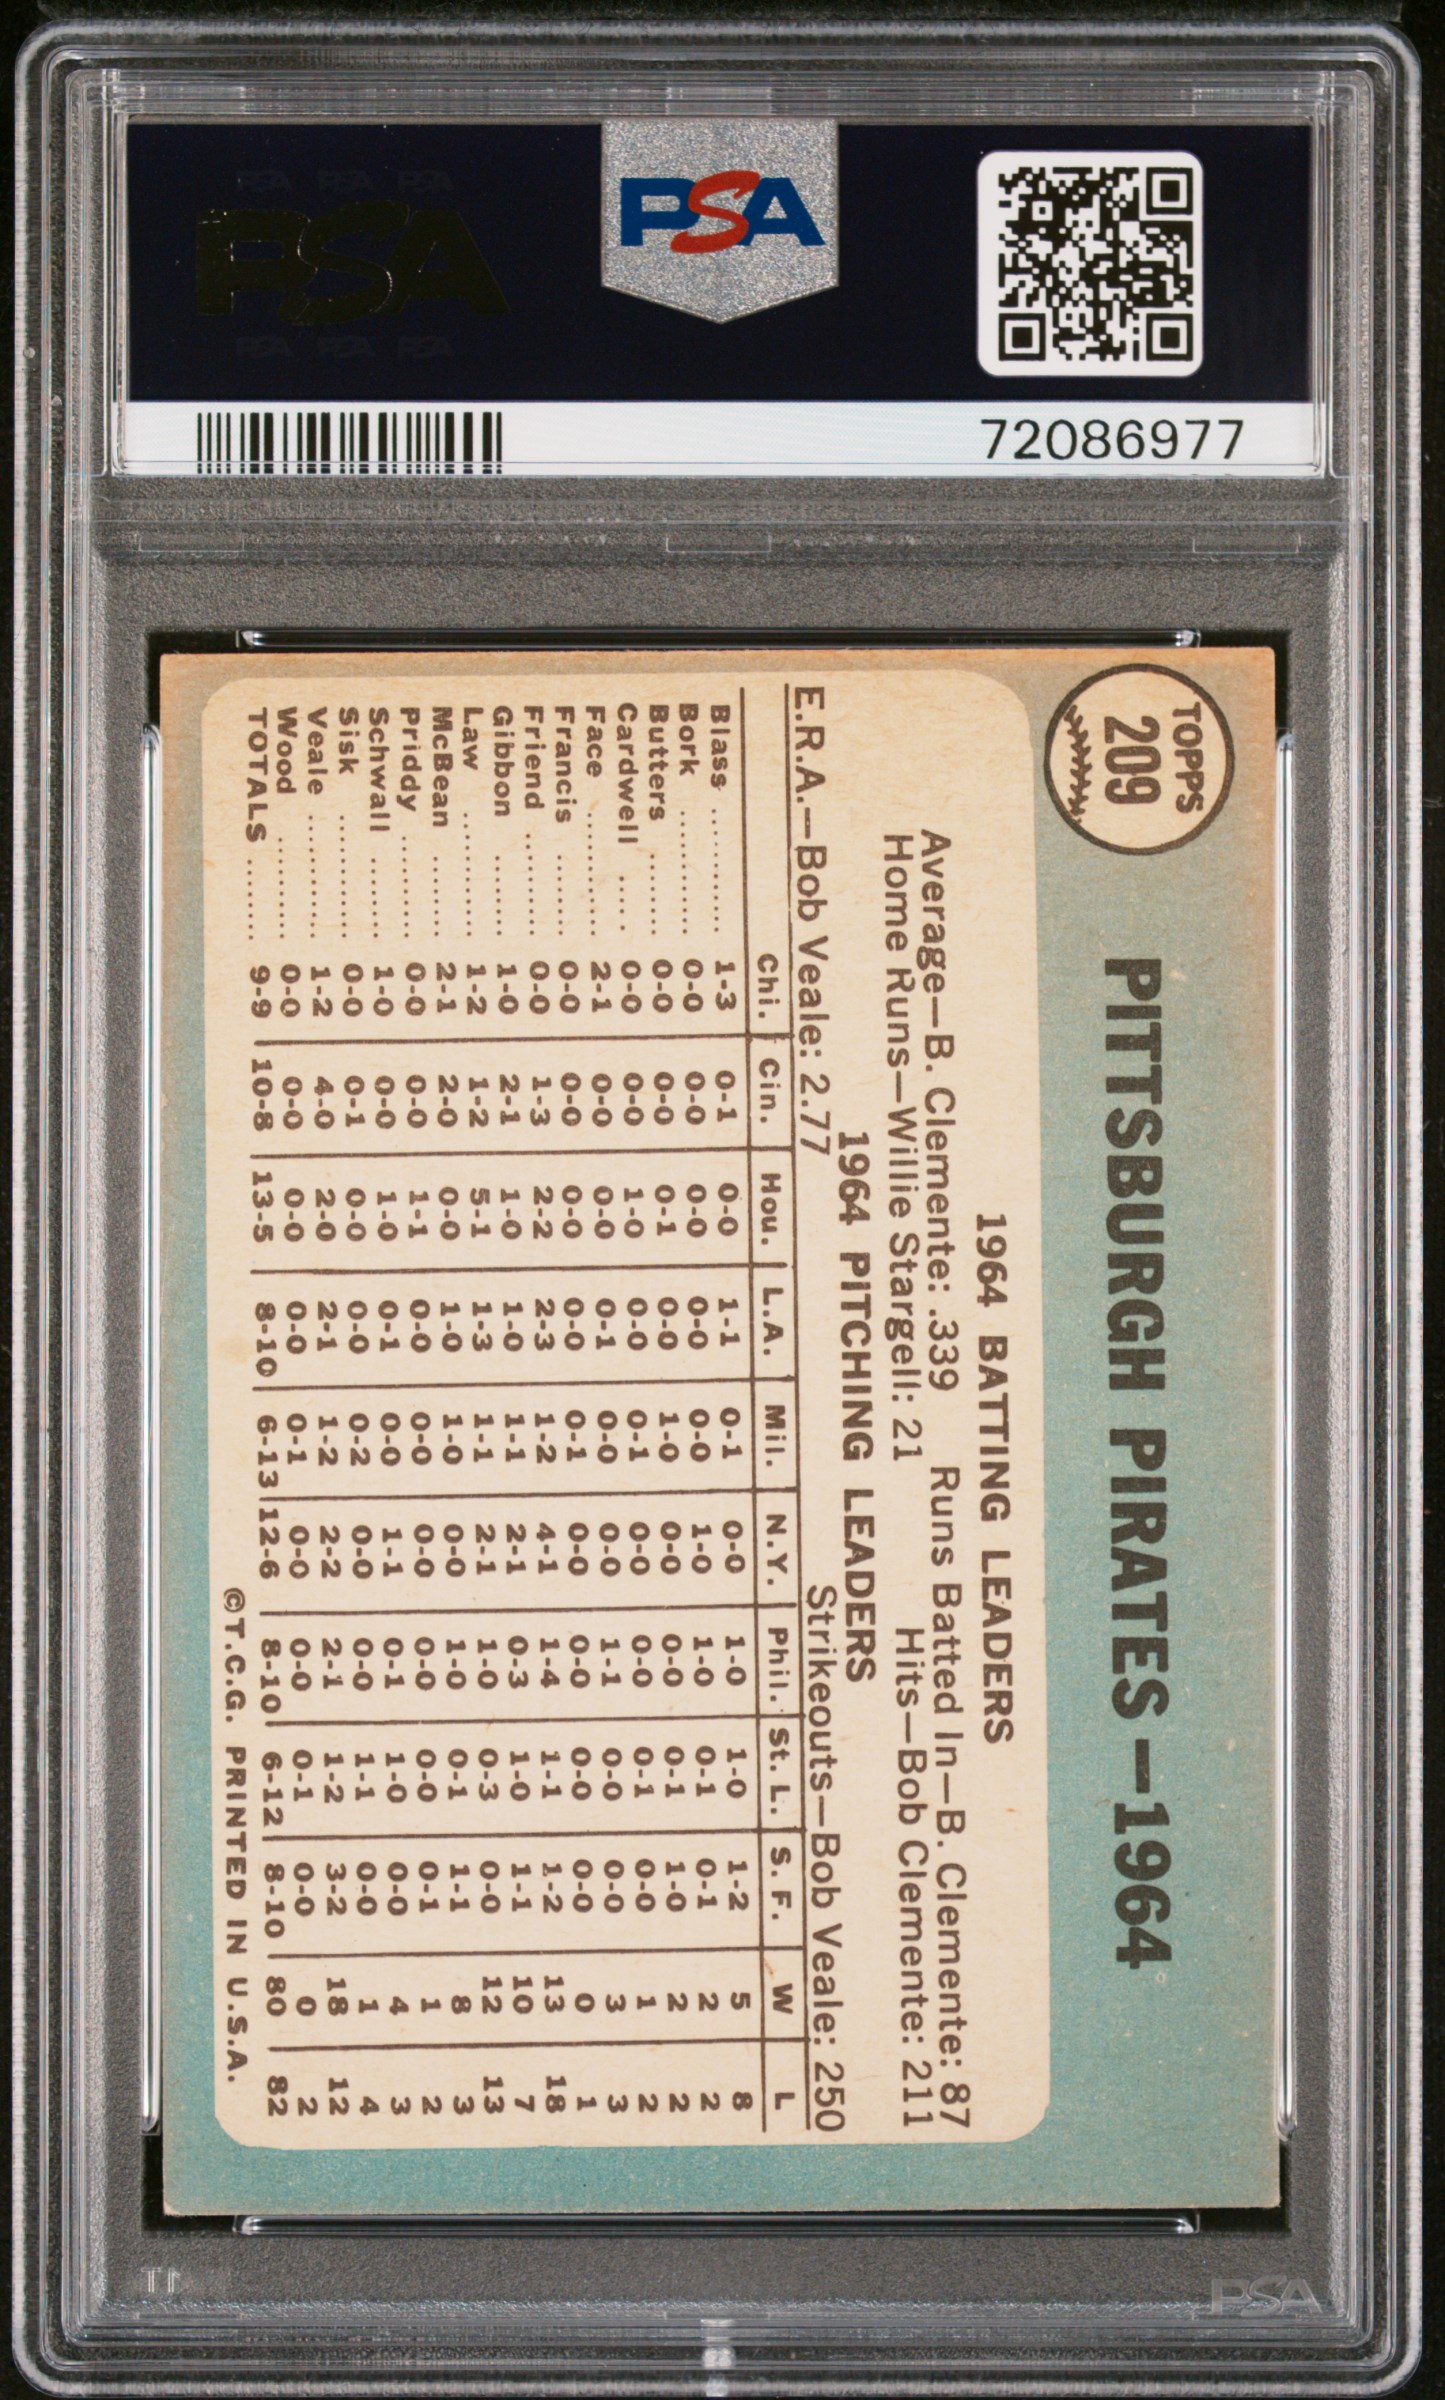 PSA PSA PSA
PSA
PSA PSA PSA
PSA
72086977
TOPPS
209
PITTSBURGH PIRATES—1964
1964 BATTING LEADERS
Average—B. Clemente: .339 Runs Batted In—B. Clemente: 87
Home Runs—Willie Stargell: 21 Hits—Bob Clemente: 211
1964 PITCHING LEADERS
E.R.A.—Bob Veale: 2.77 Strikeouts—Bob Veale: 250
Chi. Cin. Hou. L.A. Mil. N.Y. Phil. St. L. S. F. W L
Blass ............ 1-3 0-1 0-0 1-1 0-1 0-0 1-0 1-0 1-2 5 8
Bork ............ 0-0 0-0 0-0 0-0 0-0 1-0 1-0 0-1 0-1 2 2
Butters ........ 0-0 0-0 0-1 0-0 1-0 0-0 0-0 0-1 1-0 2 2
Cardwell ..... 0-0 0-0 1-0 0-0 0-1 0-0 0-0 0-1 0-0 1 2
Face ............ 2-1 0-0 0-0 0-1 0-0 0-0 1-1 0-0 0-0 3 3
Francis ........ 0-0 0-0 0-0 0-0 0-1 0-0 0-0 0-0 0-0 0 1
Friend .......... 0-0 1-3 2-2 2-3 1-2 4-1 1-4 1-1 1-2 13 18
Gibbon ........ 1-0 2-1 1-0 1-0 1-1 2-1 0-3 1-0 1-1 10 7
Law ............ 1-2 1-2 5-1 1-3 1-1 2-1 1-0 0-3 0-0 12 13
McBean ........ 2-1 2-0 0-0 1-0 1-0 0-0 1-0 0-1 1-1 8 3
Priddy .......... 0-0 0-0 1-1 0-0 0-0 0-0 0-0 0-0 0-1 1 2
Schwall ....... 1-0 0-0 1-0 0-1 0-0 1-1 0-1 1-0 0-0 4 3
Sisk ............ 0-0 0-1 0-0 0-0 0-2 0-0 0-0 1-1 0-0 1 4
Veale ............ 1-2 4-0 2-0 2-1 1-2 2-2 2-1 1-2 3-2 18 12
Wood .......... 0-0 0-0 0-0 0-0 0-1 0-0 0-0 0-1 0-0 0 2
TOTALS ....... 9-9 10-8 13-5 8-10 6-13 12-6 8-10 6-12 8-10 80 82
©T.C.G. PRINTED IN U.S.A.
PSA